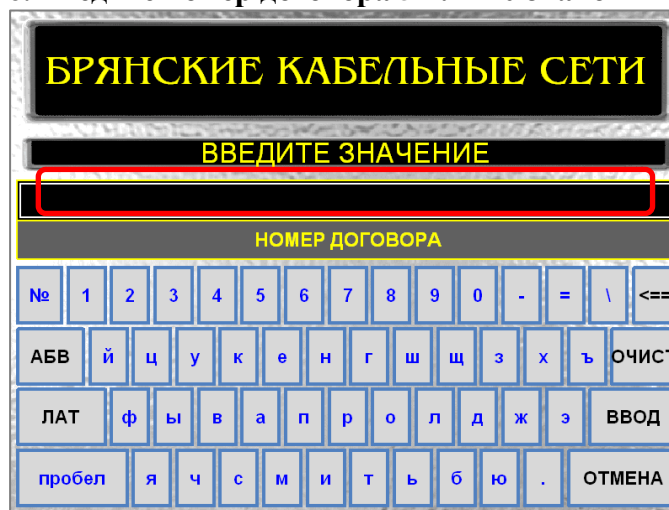 БРЯНСКИЕ КАБЕЛЬНЫЕ СЕТИ
ВВЕДИТЕ ЗНАЧЕНИЕ
НОМЕР ДОГОВОРА
№ 1 2 3 4 5 6 7 8 9 0 - = \ <==
АБВ й ц у к е н г ш щ з х ъ ОЧИСТ
ЛАТ ф ы в а п р о л д ж э ВВОД
пробел я ч с м и т ь б ю . ОТМЕНА